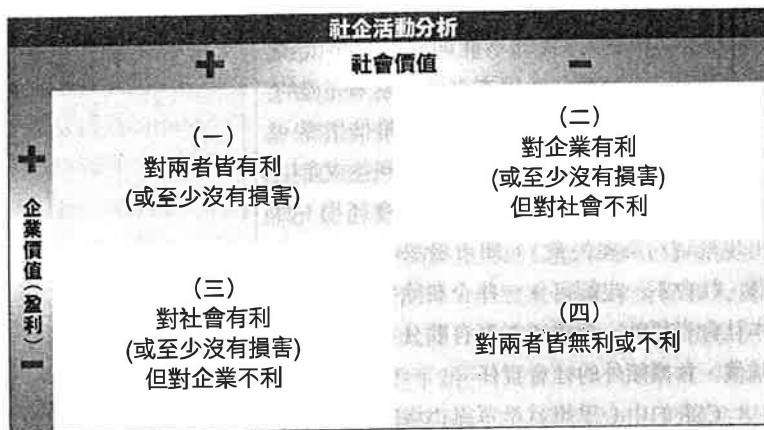 社企活動分析
+ 社會價值 −
+
企業價值(盈利)
−
(一)
對兩者皆有利
(或至少沒有損害)
(二)
對企業有利
(或至少沒有損害)
但對社會不利
(三)
對社會有利
(或至少沒有損害)
但對企業不利
(四)
對兩者皆無利或不利